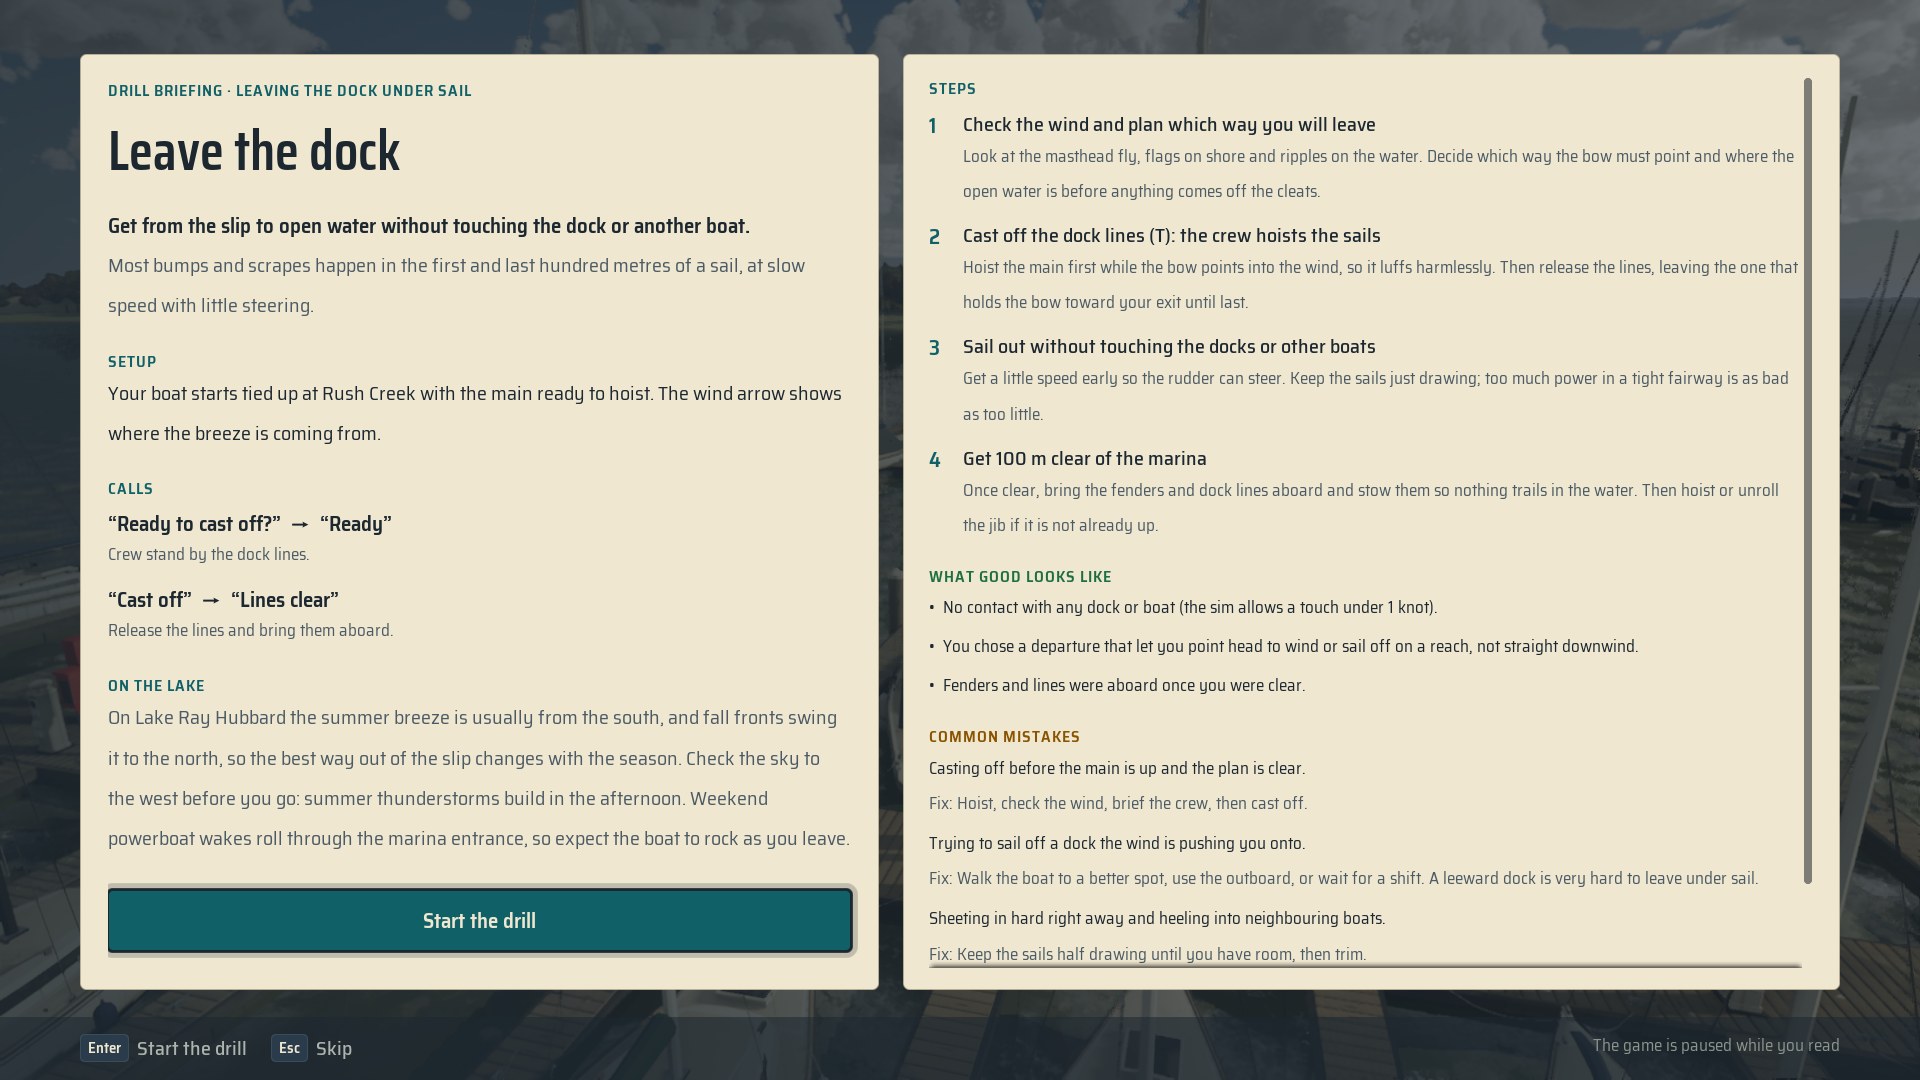 DRILL BRIEFING · LEAVING THE DOCK UNDER SAIL
Leave the dock
Get from the slip to open water without touching the dock or another boat.
Most bumps and scrapes happen in the first and last hundred metres of a sail, at slow
speed with little steering.
SETUP
Your boat starts tied up at Rush Creek with the main ready to hoist. The wind arrow shows
where the breeze is coming from.
CALLS
“Ready to cast off?” → “Ready”
Crew stand by the dock lines.
“Cast off” → “Lines clear”
Release the lines and bring them aboard.
ON THE LAKE
On Lake Ray Hubbard the summer breeze is usually from the south, and fall fronts swing
it to the north, so the best way out of the slip changes with the season. Check the sky to
the west before you go: summer thunderstorms build in the afternoon. Weekend
powerboat wakes roll through the marina entrance, so expect the boat to rock as you leave.
Start the drill
STEPS
1 Check the wind and plan which way you will leave
Look at the masthead fly, flags on shore and ripples on the water. Decide which way the bow must point and where the
open water is before anything comes off the cleats.
2 Cast off the dock lines (T): the crew hoists the sails
Hoist the main first while the bow points into the wind, so it luffs harmlessly. Then release the lines, leaving the one that
holds the bow toward your exit until last.
3 Sail out without touching the docks or other boats
Get a little speed early so the rudder can steer. Keep the sails just drawing; too much power in a tight fairway is as bad
as too little.
4 Get 100 m clear of the marina
Once clear, bring the fenders and dock lines aboard and stow them so nothing trails in the water. Then hoist or unroll
the jib if it is not already up.
WHAT GOOD LOOKS LIKE
• No contact with any dock or boat (the sim allows a touch under 1 knot).
• You chose a departure that let you point head to wind or sail off on a reach, not straight downwind.
• Fenders and lines were aboard once you were clear.
COMMON MISTAKES
Casting off before the main is up and the plan is clear.
Fix: Hoist, check the wind, brief the crew, then cast off.
Trying to sail off a dock the wind is pushing you onto.
Fix: Walk the boat to a better spot, use the outboard, or wait for a shift. A leeward dock is very hard to leave under sail.
Sheeting in hard right away and heeling into neighbouring boats.
Fix: Keep the sails half drawing until you have room, then trim.
Enter Start the drill Esc Skip
The game is paused while you read